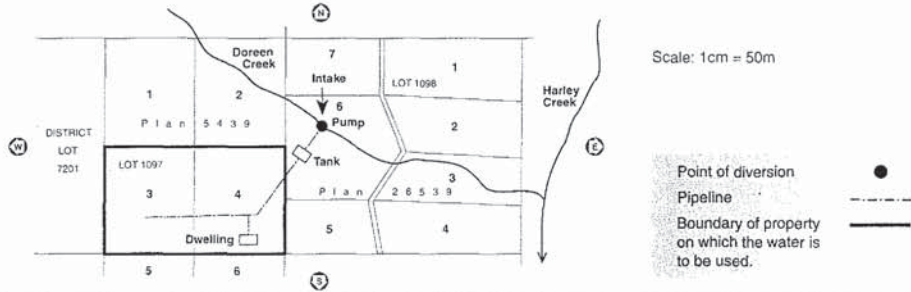 N
Doreen
Creek
7
1
Scale: 1cm = 50m
Intake
LOT 1098
Harley
Creek
1
2
6
Plan 5439
Pump
2
DISTRICT
LOT
7201
W
E
Tank
LOT 1097
3
Point of diversion
3
4
Plan 26539
Pipeline
Boundary of property
on which the water is
to be used.
5
4
Dwelling
5
6
S